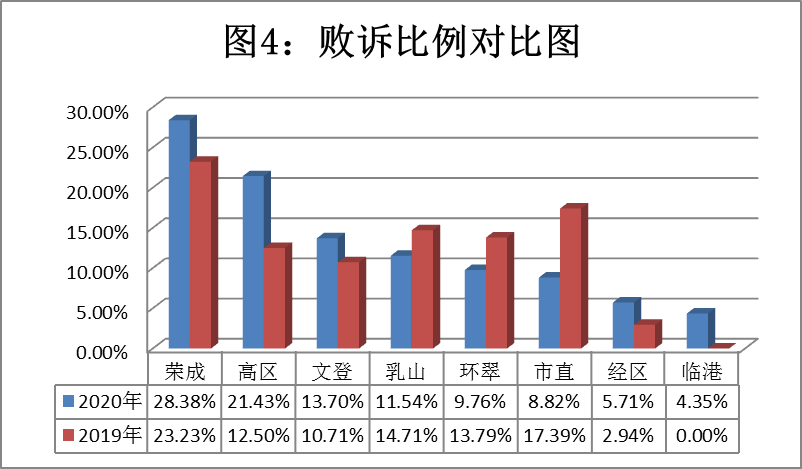 图4：败诉比例对比图
30.00%
25.00%
20.00%
15.00%
10.00%
5.00%
0.00%
荣成 高区 文登 乳山 环翠 市直 经区 临港
2020年 28.38% 21.43% 13.70% 11.54% 9.76% 8.82% 5.71% 4.35%
2019年 23.23% 12.50% 10.71% 14.71% 13.79% 17.39% 2.94% 0.00%